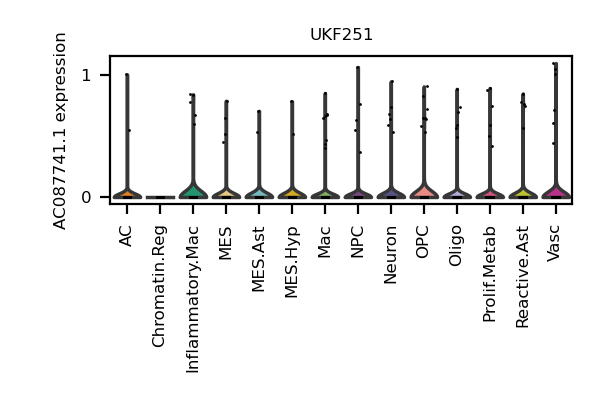 UKF251
AC087741.1 expression
1
0
AC
Chromatin.Reg
Inflammatory.Mac
MES
MES.Ast
MES.Hyp
Mac
NPC
Neuron
OPC
Oligo
Prolif.Metab
Reactive.Ast
Vasc